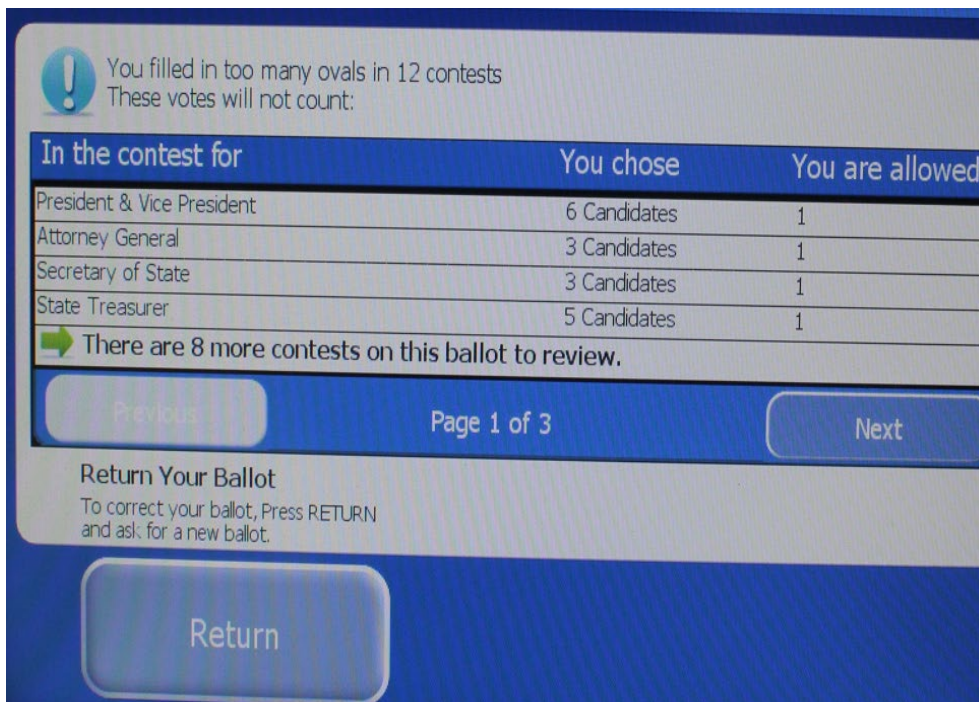 You filled in too many ovals in 12 contests
These votes will not count:
In the contest for You chose You are allowed
President & Vice President 6 Candidates 1
Attorney General 3 Candidates 1
Secretary of State 3 Candidates 1
State Treasurer 5 Candidates 1
There are 8 more contests on this ballot to review.
Previous Page 1 of 3 Next
Return Your Ballot
To correct your ballot, Press RETURN
and ask for a new ballot.
Return